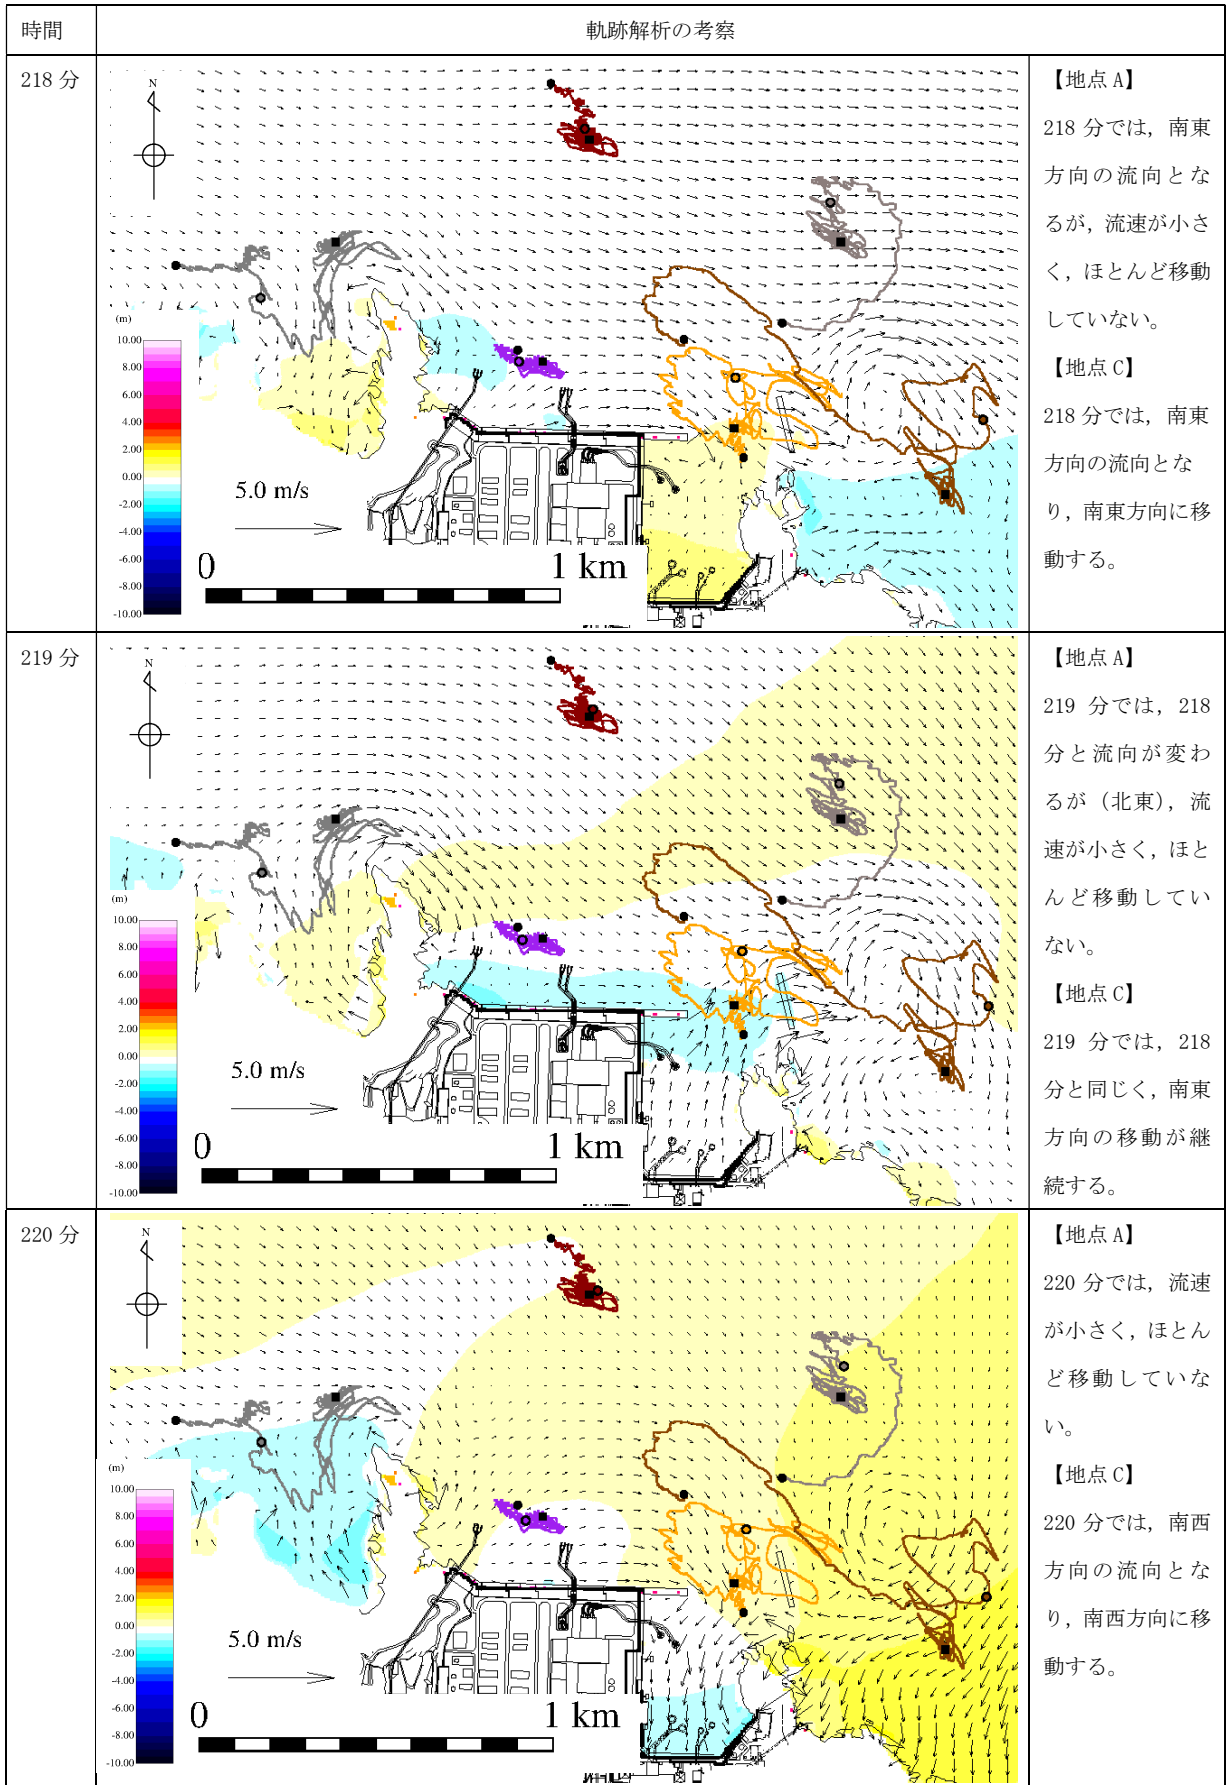 時間
軌跡解析の考察
218 分
N
(m)
10.00
8.00
6.00
4.00
2.00
0.00
-2.00
-4.00
-6.00
-8.00
-10.00
5.0 m/s
0
1 km
【地点 A】
218 分では，南東
方向の流向とな
るが，流速が小さ
く，ほとんど移動
していない。
【地点 C】
218 分では，南東
方向の流向とな
り，南東方向に移
動する。
219 分
N
(m)
10.00
8.00
6.00
4.00
2.00
0.00
-2.00
-4.00
-6.00
-8.00
-10.00
5.0 m/s
0
1 km
【地点 A】
219 分では，218
分と流向が変わ
るが（北東），流
速が小さく，ほと
んど移動してい
ない。
【地点 C】
219 分では，218
分と同じく，南東
方向の移動が継
続する。
220 分
N
(m)
10.00
8.00
6.00
4.00
2.00
0.00
-2.00
-4.00
-6.00
-8.00
-10.00
5.0 m/s
0
1 km
【地点 A】
220 分では，流速
が小さく，ほとん
ど移動していな
い。
【地点 C】
220 分では，南西
方向の流向とな
り，南西方向に移
動する。